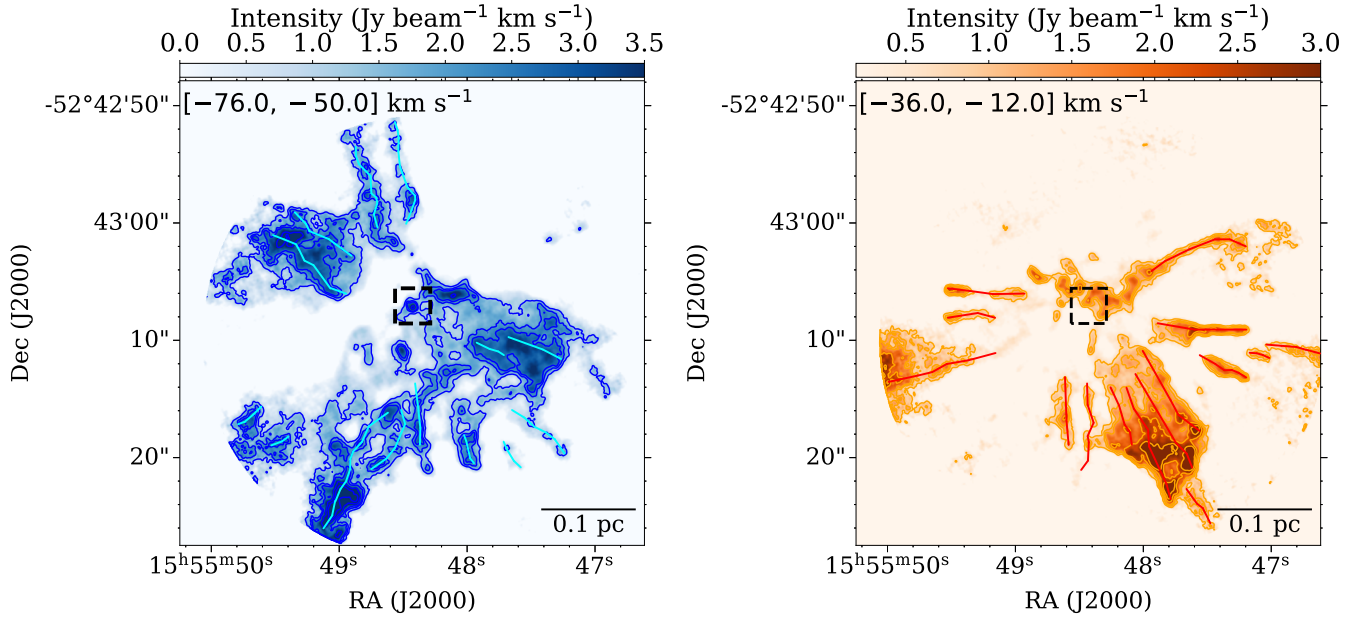 Intensity (Jy beam⁻¹ km s⁻¹)
0.0 0.5 1.0 1.5 2.0 2.5 3.0 3.5
[−76.0, −50.0] km s⁻¹
-52°42'50"
43'00"
10"
20"
Dec (J2000)
0.1 pc
15ʰ55ᵐ50ˢ 49ˢ 48ˢ 47ˢ
RA (J2000)
Intensity (Jy beam⁻¹ km s⁻¹)
0.5 1.0 1.5 2.0 2.5 3.0
[−36.0, −12.0] km s⁻¹
-52°42'50"
43'00"
10"
20"
Dec (J2000)
0.1 pc
15ʰ55ᵐ50ˢ 49ˢ 48ˢ 47ˢ
RA (J2000)